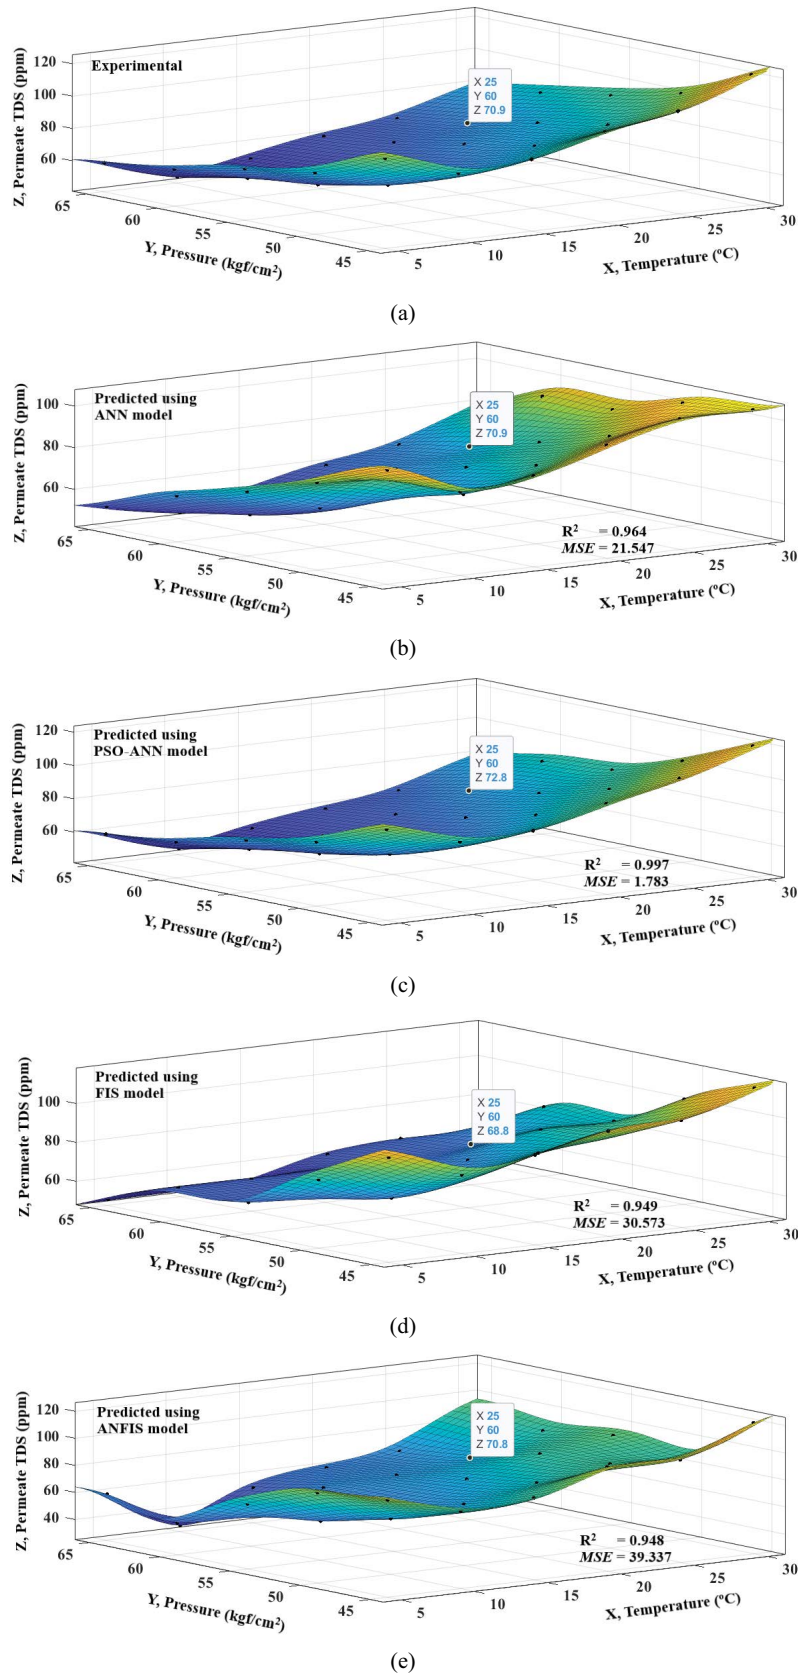 Experimental
Z, Permeate TDS (ppm)
120
100
80
60
X 25
Y 60
Z 70.9
65
60
55
50
45
Y, Pressure (kgf/cm²)
5
10
15
20
25
30
X, Temperature (ºC)
(a)
Predicted using
ANN model
Z, Permeate TDS (ppm)
100
80
60
X 25
Y 60
Z 70.9
R² = 0.964
MSE = 21.547
65
60
55
50
45
Y, Pressure (kgf/cm²)
5
10
15
20
25
30
X, Temperature (ºC)
(b)
Predicted using
PSO-ANN model
Z, Permeate TDS (ppm)
120
100
80
60
X 25
Y 60
Z 72.8
R² = 0.997
MSE = 1.783
65
60
55
50
45
Y, Pressure (kgf/cm²)
5
10
15
20
25
30
X, Temperature (ºC)
(c)
Predicted using
FIS model
Z, Permeate TDS (ppm)
100
80
60
X 25
Y 60
Z 68.8
R² = 0.949
MSE = 30.573
65
60
55
50
45
Y, Pressure (kgf/cm²)
5
10
15
20
25
30
X, Temperature (ºC)
(d)
Predicted using
ANFIS model
Z, Permeate TDS (ppm)
120
100
80
60
40
X 25
Y 60
Z 70.8
R² = 0.948
MSE = 39.337
65
60
55
50
45
Y, Pressure (kgf/cm²)
5
10
15
20
25
30
X, Temperature (ºC)
(e)